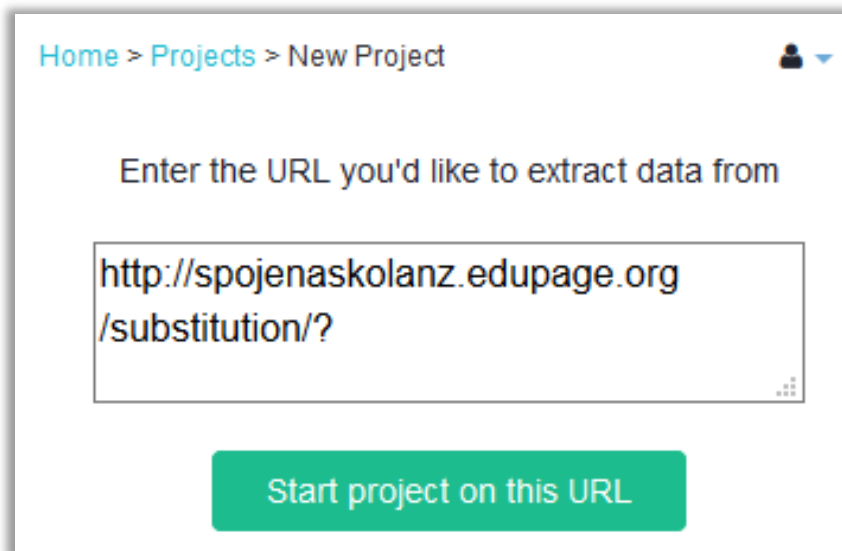 Home > Projects > New Project
Enter the URL you'd like to extract data from
http://spojenaskolanz.edupage.org
/substitution/?
Start project on this URL